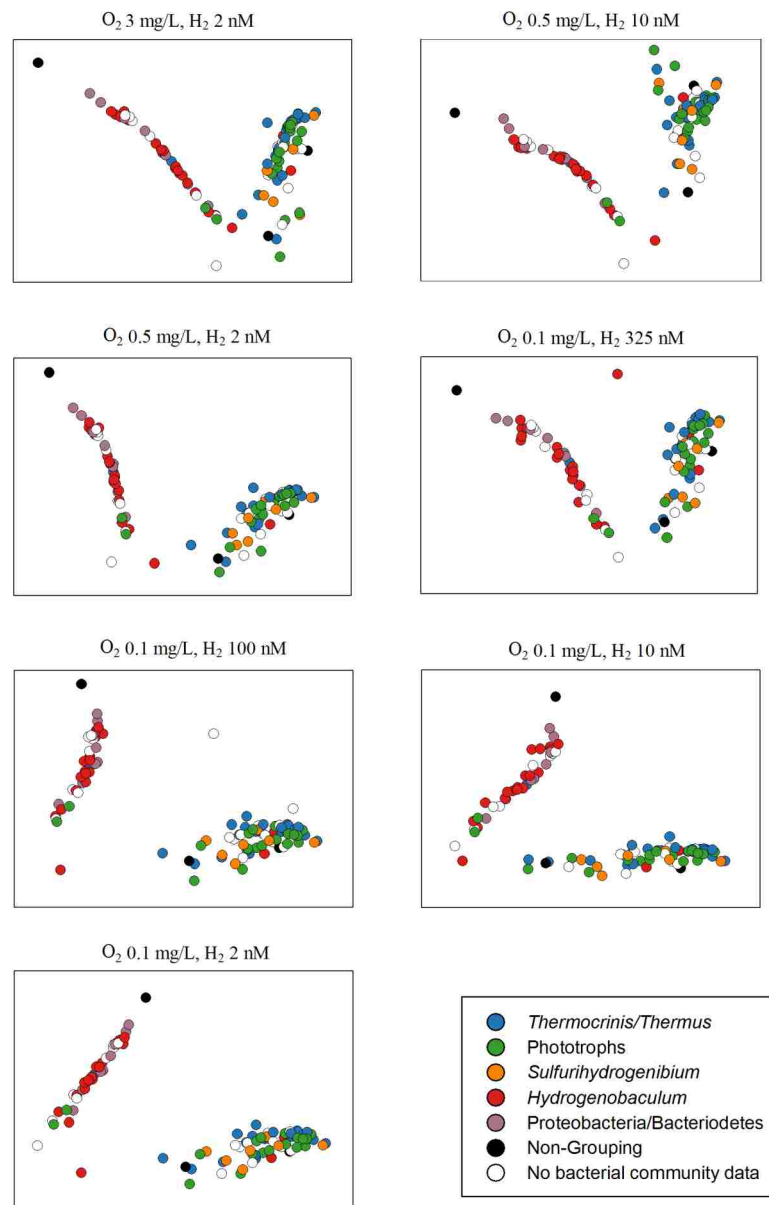 O₂ 3 mg/L, H₂ 2 nM
O₂ 0.5 mg/L, H₂ 10 nM
O₂ 0.5 mg/L, H₂ 2 nM
O₂ 0.1 mg/L, H₂ 325 nM
O₂ 0.1 mg/L, H₂ 100 nM
O₂ 0.1 mg/L, H₂ 10 nM
O₂ 0.1 mg/L, H₂ 2 nM
Thermocrinis/Thermus
Phototrophs
Sulfurihydrogenibium
Hydrogenobaculum
Proteobacteria/Bacteriodetes
Non-Grouping
No bacterial community data